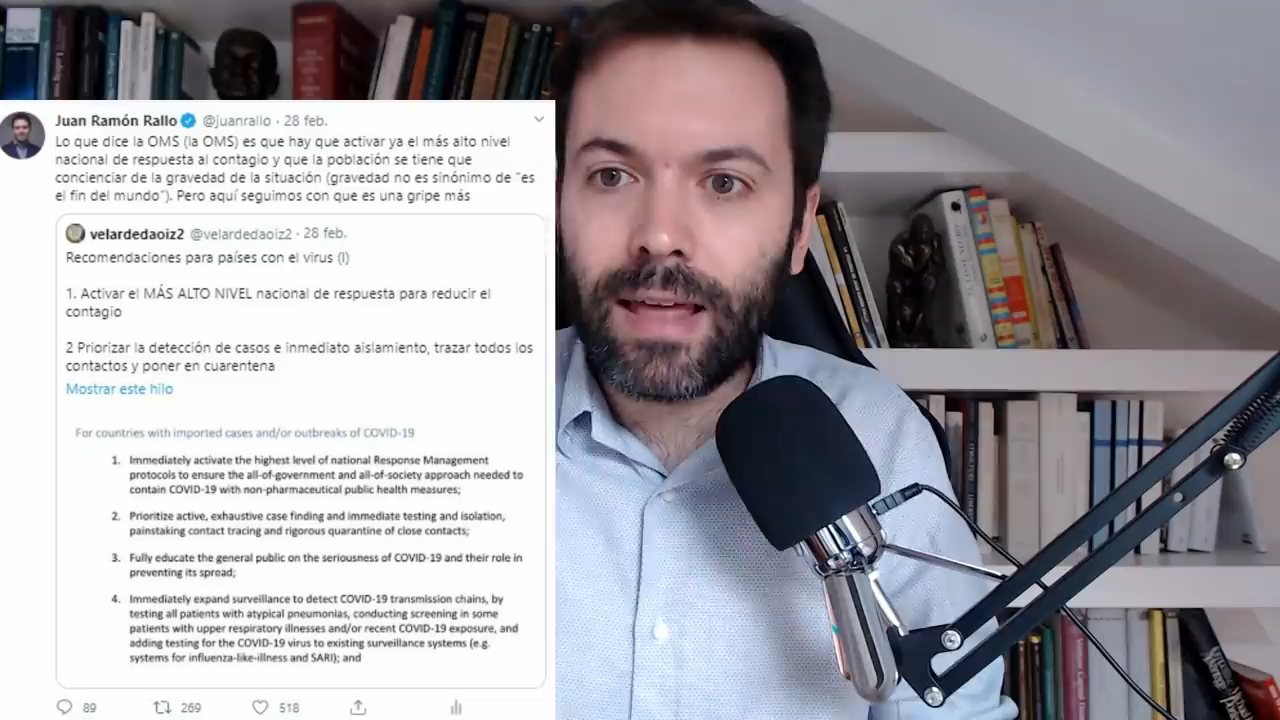 Juan Ramón Rallo @juanrallo · 28 feb.
Lo que dice la OMS (la OMS) es que hay que activar ya el más alto nivel
nacional de respuesta al contagio y que la población se tiene que
concienciar de la gravedad de la situación (gravedad no es sinónimo de "es
el fin del mundo"). Pero aquí seguimos con que es una gripe más
velardedaoiz2 @velardedaoiz2 · 28 feb.
Recomendaciones para países con el virus (I)
1. Activar el MÁS ALTO NIVEL nacional de respuesta para reducir el
contagio
2 Priorizar la detección de casos e inmediato aislamiento, trazar todos los
contactos y poner en cuarentena
Mostrar este hilo
For countries with imported cases and/or outbreaks of COVID-19
1. Immediately activate the highest level of national Response Management
protocols to ensure the all-of-government and all-of-society approach needed to
contain COVID-19 with non-pharmaceutical public health measures;
2. Prioritize active, exhaustive case finding and immediate testing and isolation,
painstaking contact tracing and rigorous quarantine of close contacts;
3. Fully educate the general public on the seriousness of COVID-19 and their role in
preventing its spread;
4. Immediately expand surveillance to detect COVID-19 transmission chains, by
testing all patients with atypical pneumonias, conducting screening in some
patients with upper respiratory illnesses and/or recent COVID-19 exposure, and
adding testing for the COVID-19 virus to existing surveillance systems (e.g.
systems for influenza-like-illness and SARI); and
89 269 518